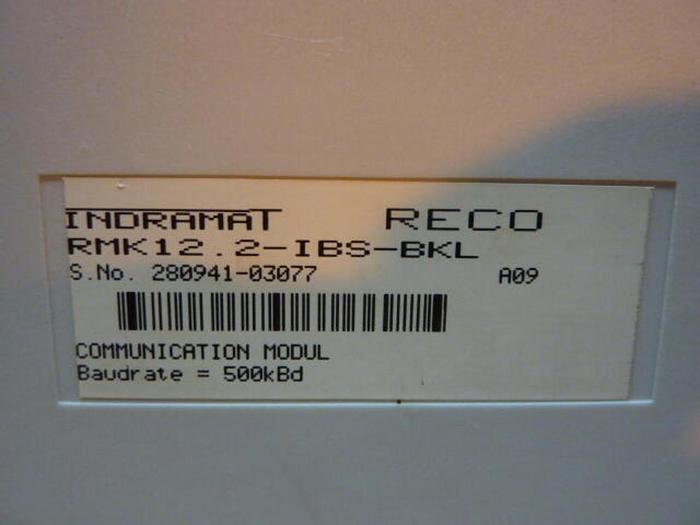 INDRAMAT RECO
RMK12.2-IBS-BKL
S.No. 280941-03077 A09
COMMUNICATION MODUL
Baudrate = 500kBd